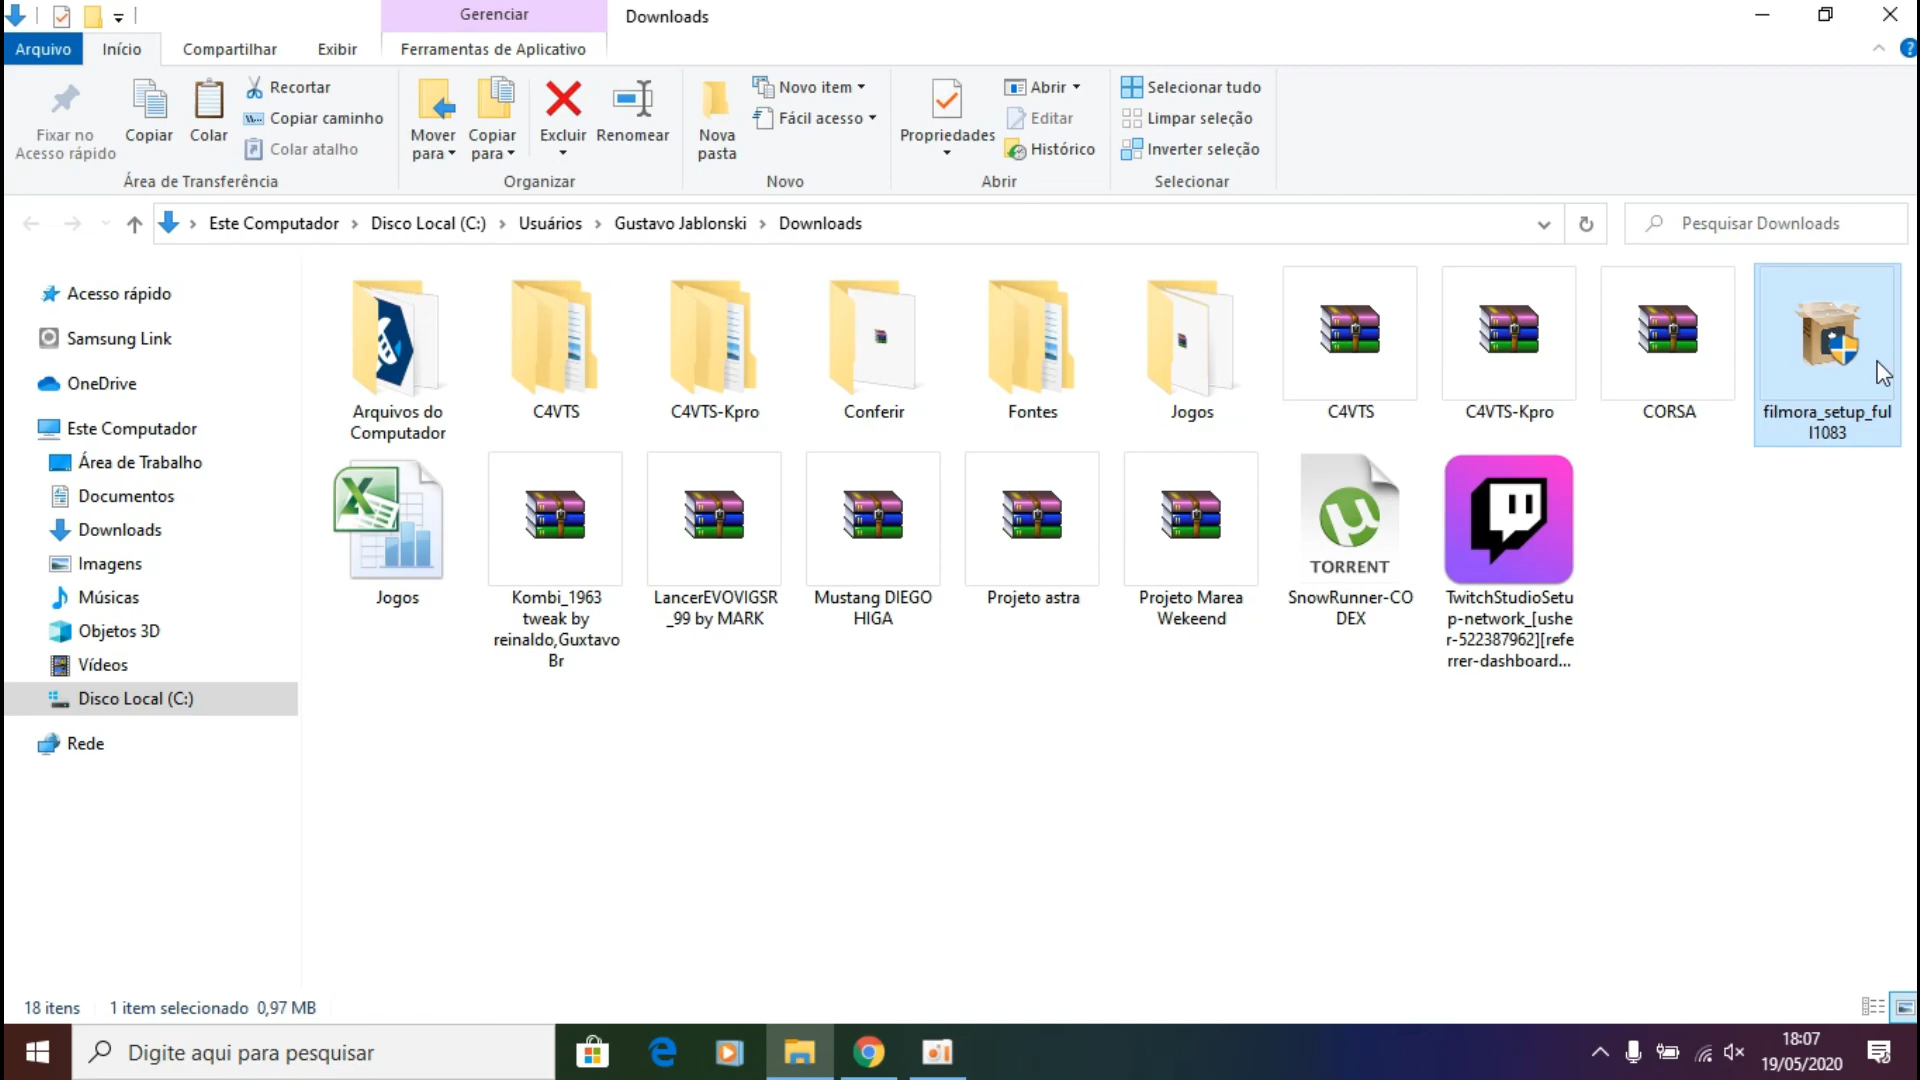 Gerenciar
Downloads
Arquivo
Início
Compartilhar
Exibir
Ferramentas de Aplicativo
?
Fixar no
Acesso rápido
Copiar
Colar
Recortar
Copiar caminho
Colar atalho
Área de Transferência
Mover
para
Copiar
para
Excluir
Renomear
Organizar
Nova
pasta
Novo item
Fácil acesso
Novo
Propriedades
Abrir
Editar
Histórico
Abrir
Selecionar tudo
Limpar seleção
Inverter seleção
Selecionar
Este Computador > Disco Local (C:) > Usuários > Gustavo Jablonski > Downloads
Pesquisar Downloads
Acesso rápido
Samsung Link
OneDrive
Este Computador
Área de Trabalho
Documentos
Downloads
Imagens
Músicas
Objetos 3D
Vídeos
Disco Local (C:)
Rede
Arquivos do
Computador
C4VTS
C4VTS-Kpro
Conferir
Fontes
Jogos
C4VTS
C4VTS-Kpro
CORSA
filmora_setup_ful
l1083
Jogos
Kombi_1963
tweak by
reinaldo,Guxtavo
Br
LancerEVOVIGSR
_99 by MARK
Mustang DIEGO
HIGA
Projeto astra
Projeto Marea
Wekeend
TORRENT
SnowRunner-CO
DEX
TwitchStudioSetu
p-network_[ushe
r-522387962][refe
rrer-dashboard...
18 itens
1 item selecionado 0,97 MB
Digite aqui para pesquisar
18:07
19/05/2020